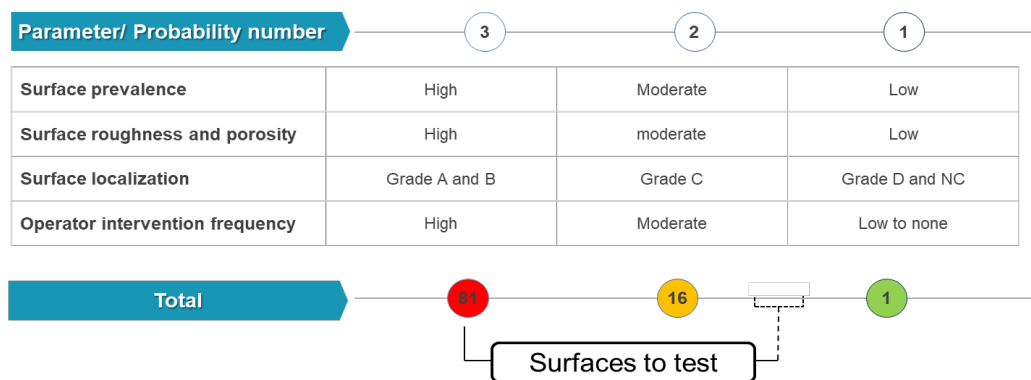 Parameter/ Probability number 3 2 1
Surface prevalence High Moderate Low
Surface roughness and porosity High moderate Low
Surface localization Grade A and B Grade C Grade D and NC
Operator intervention frequency High Moderate Low to none
Total 81 16 1
Surfaces to test